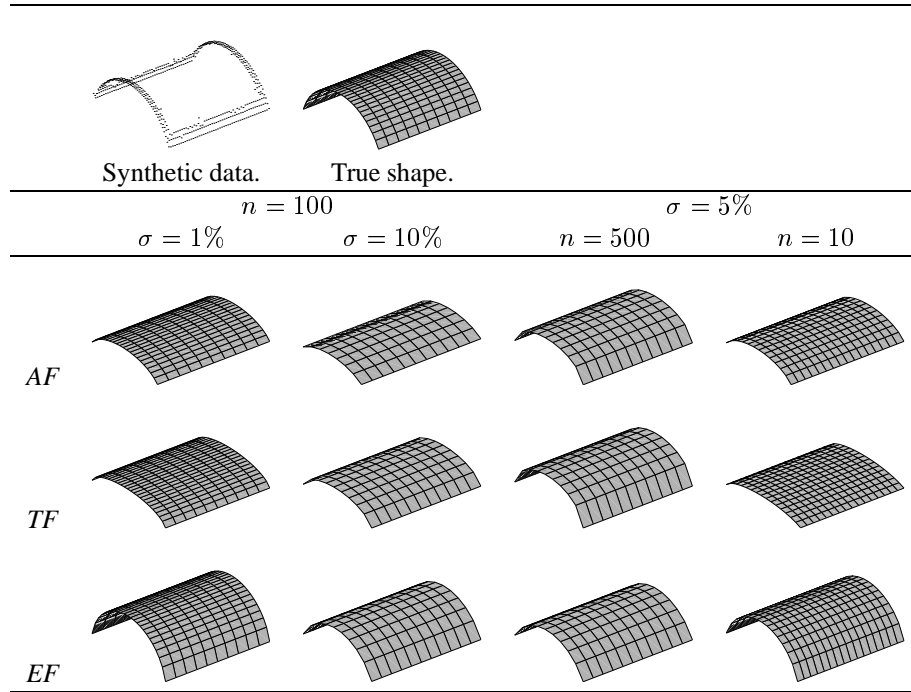 Synthetic data. True shape.
n = 100 σ = 5%
σ = 1% σ = 10% n = 500 n = 10
AF
TF
EF